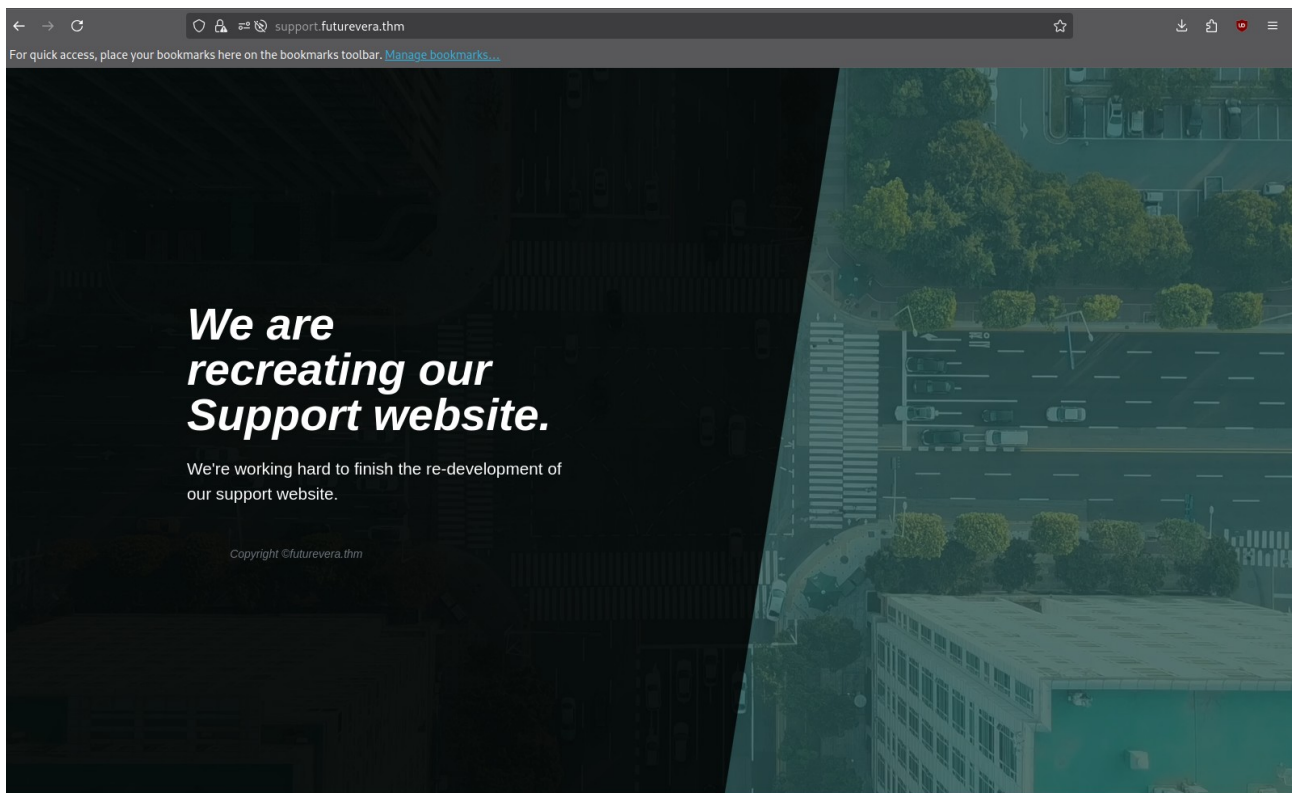 support.futurevera.thm
For quick access, place your bookmarks here on the bookmarks toolbar. Manage bookmarks...
We are
recreating our
Support website.
We're working hard to finish the re-development of
our support website.
Copyright ©futurevera.thm